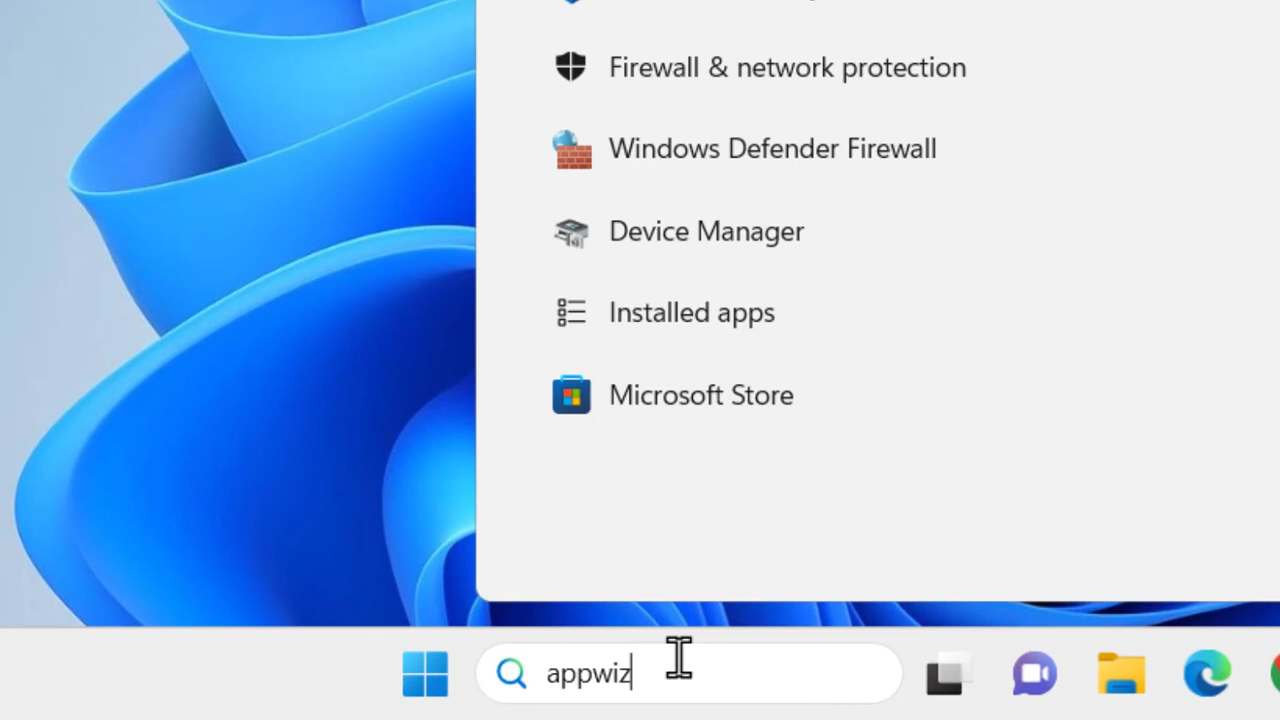 Firewall & network protection
Windows Defender Firewall
Device Manager
Installed apps
Microsoft Store
appwiz